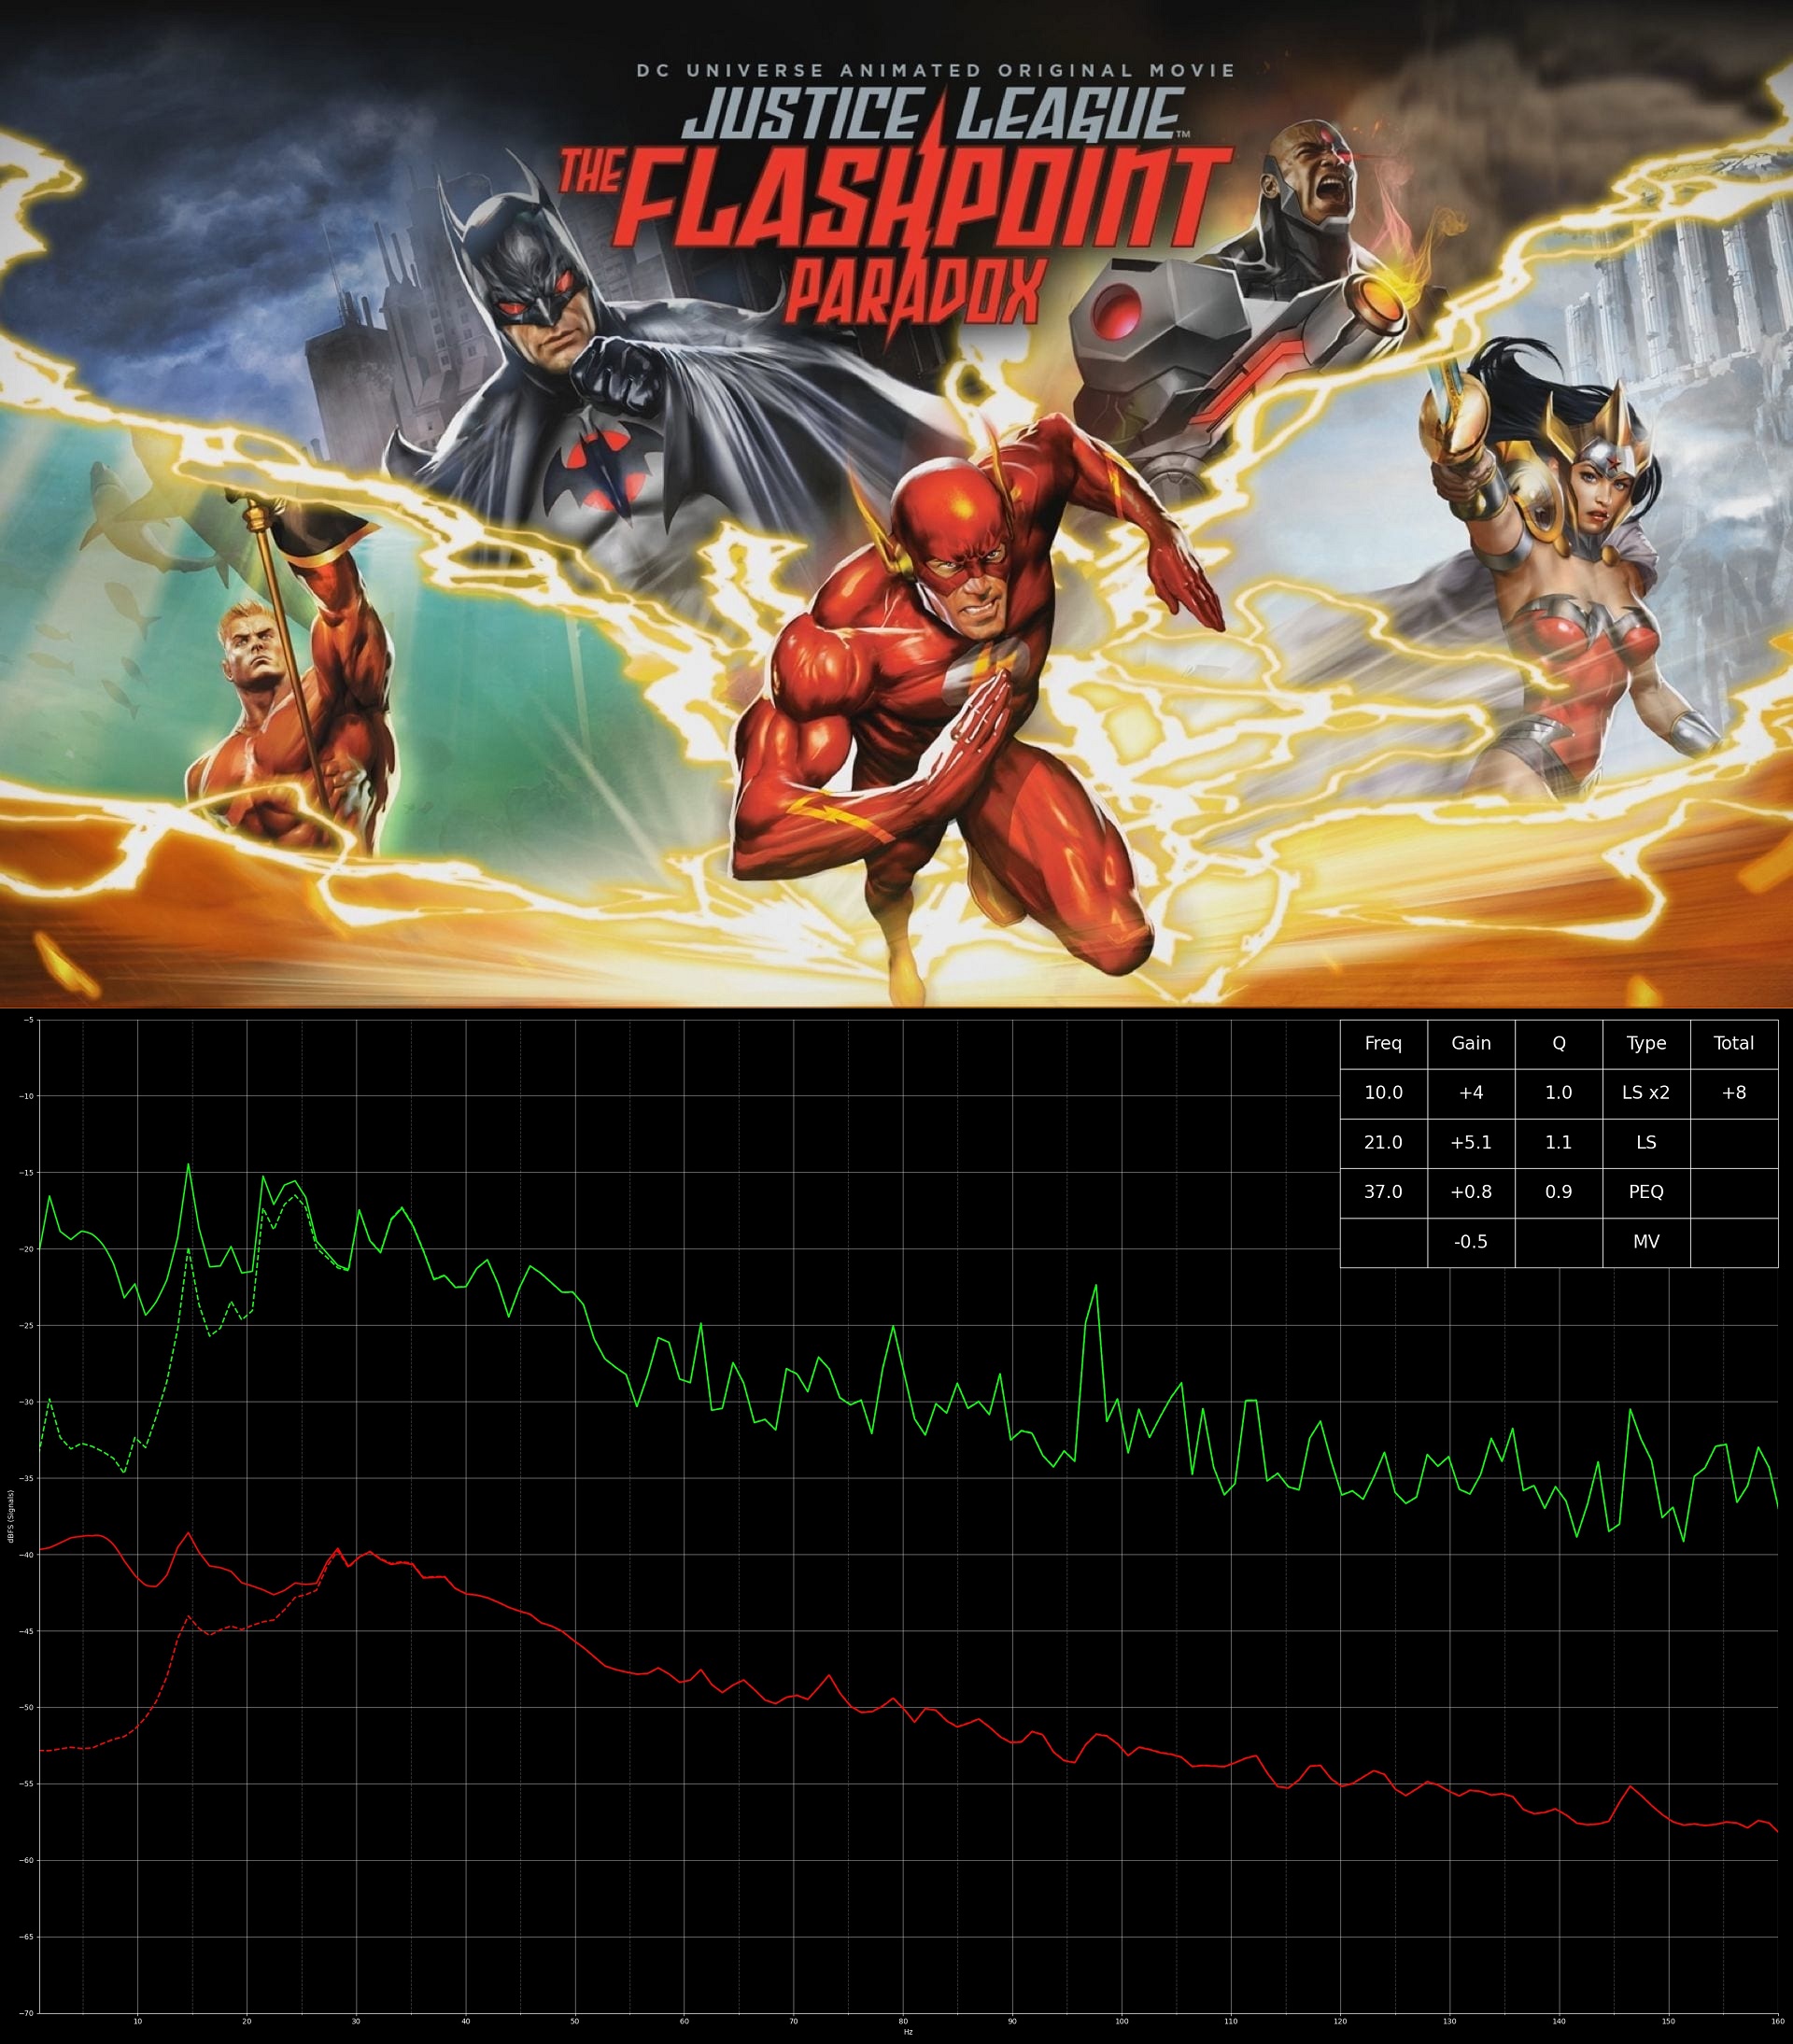 DC UNIVERSE ANIMATED ORIGINAL MOVIE
JUSTICE LEAGUE™
THE FLASHPOINT
PARADOX
Freq Gain Q Type Total
10.0 +4 1.0 LS x2 +8
21.0 +5.1 1.1 LS
37.0 +0.8 0.9 PEQ
-0.5 MV
−5
−10
−15
−20
−25
−30
−35
−40
−45
−50
−55
−60
−65
−70
dBFS (Signals)
10 20 30 40 50 60 70 80 90 100 110 120 130 140 150 160
Hz